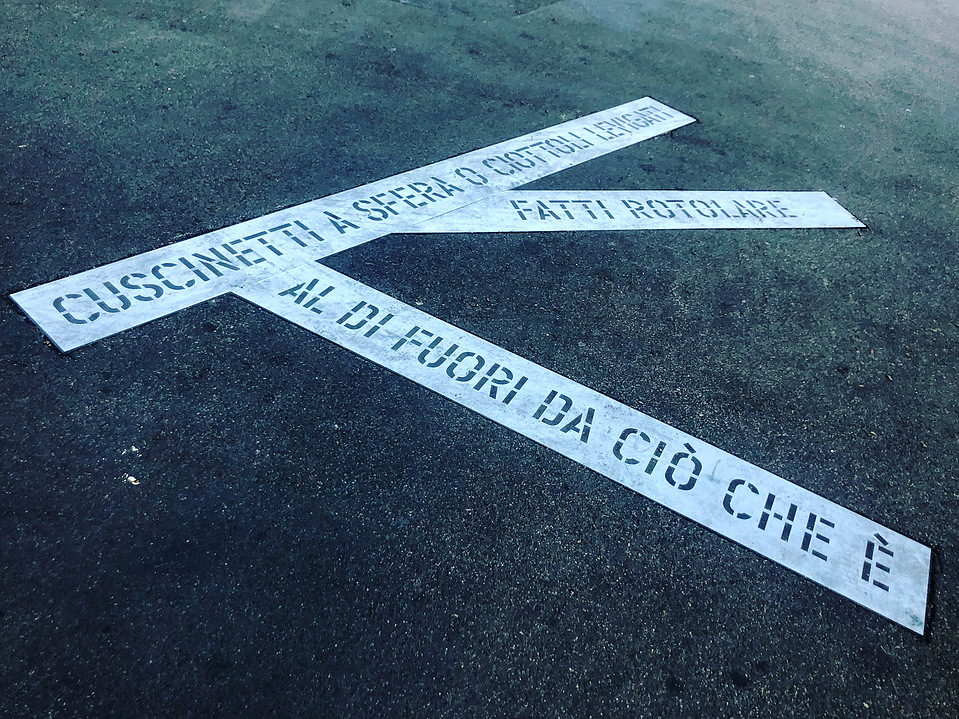 CUSCINETTI A SFERA O CIOTTOLI LEVIGATI
FATTI ROTOLARE
AL DI FUORI DA CIÒ CHE È